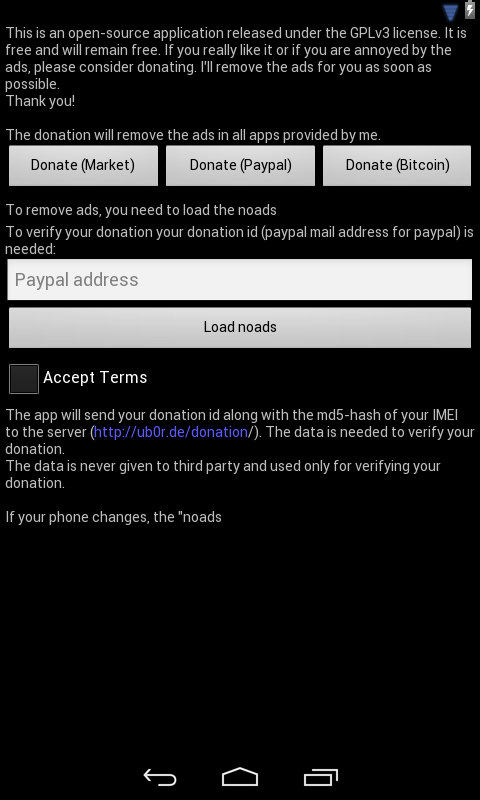 This is an open-source application released under the GPLv3 license. It is
free and will remain free. If you really like it or if you are annoyed by the
ads, please consider donating. I'll remove the ads for you as soon as
possible.
Thank you!
The donation will remove the ads in all apps provided by me.
Donate (Market)
Donate (Paypal)
Donate (Bitcoin)
To remove ads, you need to load the noads
To verify your donation your donation id (paypal mail address for paypal) is
needed:
Paypal address
Load noads
Accept Terms
The app will send your donation id along with the md5-hash of your IMEI
to the server (http://ub0r.de/donation/). The data is needed to verify your
donation.
The data is never given to third party and used only for verifying your
donation.
If your phone changes, the "noads